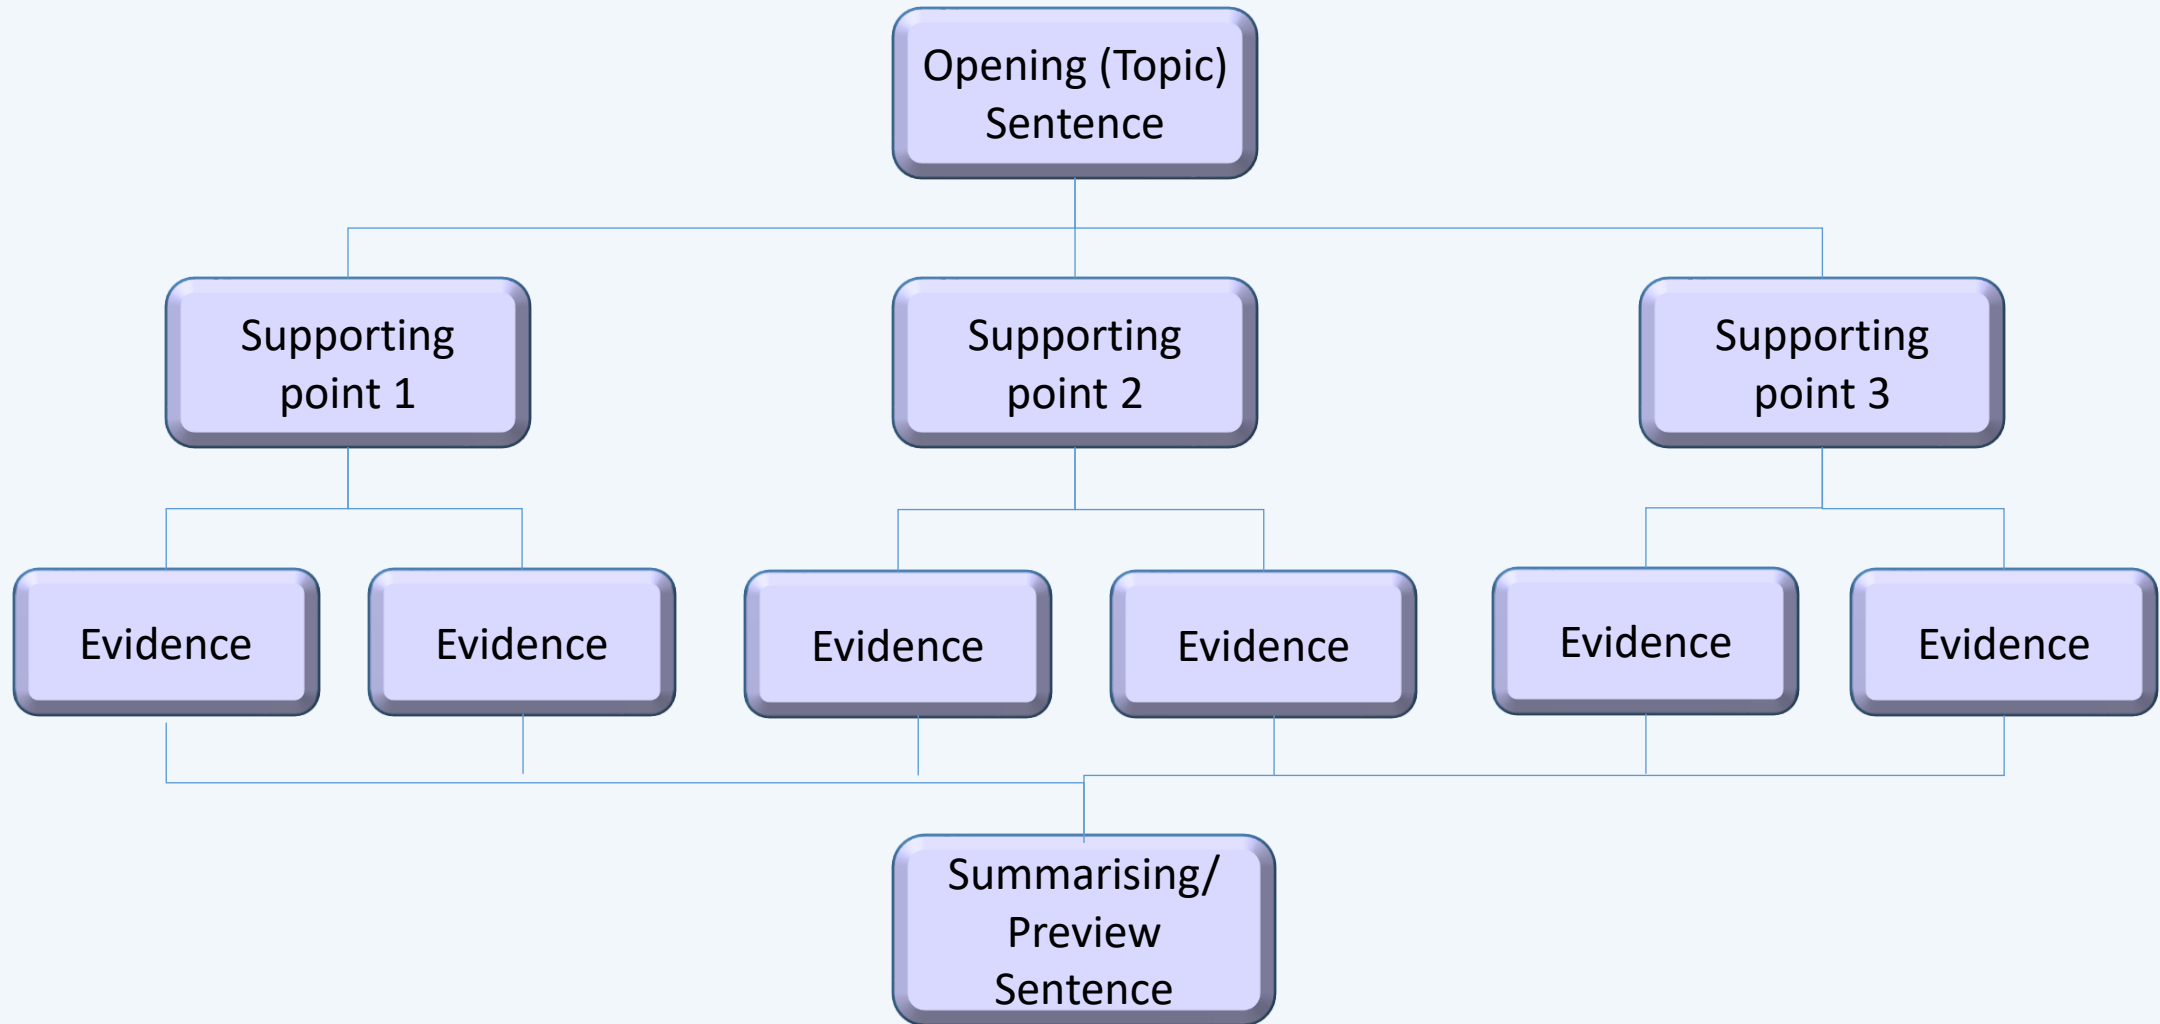 Opening (Topic)
Sentence
Supporting
point 1
Supporting
point 2
Supporting
point 3
Evidence
Evidence
Evidence
Evidence
Evidence
Evidence
Summarising/
Preview
Sentence